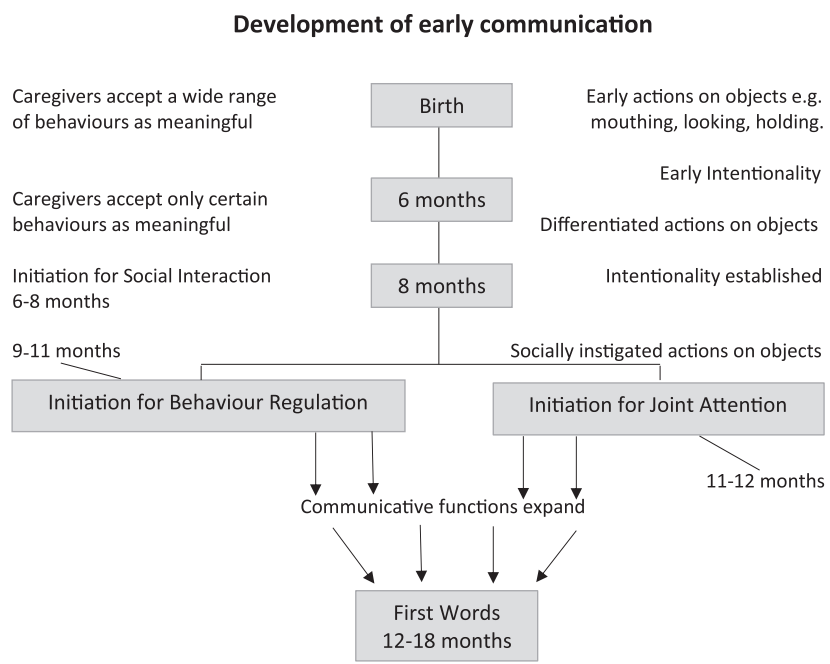 Development of early communication
Caregivers accept a wide range
of behaviours as meaningful
Birth
Early actions on objects e.g.
mouthing, looking, holding.
Early Intentionality
Caregivers accept only certain
behaviours as meaningful
6 months
Differentiated actions on objects
Initiation for Social Interaction
6-8 months
8 months
Intentionality established
9-11 months
Socially instigated actions on objects
Initiation for Behaviour Regulation
Initiation for Joint Attention
11-12 months
Communicative functions expand
First Words
12-18 months